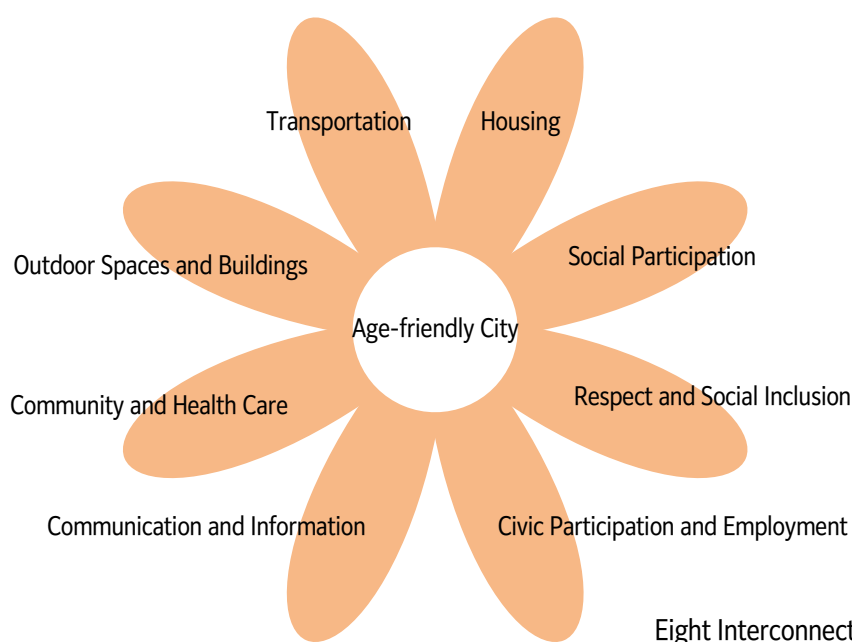 Transportation
Housing
Outdoor Spaces and Buildings
Social Participation
Age-friendly City
Community and Health Care
Respect and Social Inclusion
Communication and Information
Civic Participation and Employment
Eight Interconnect